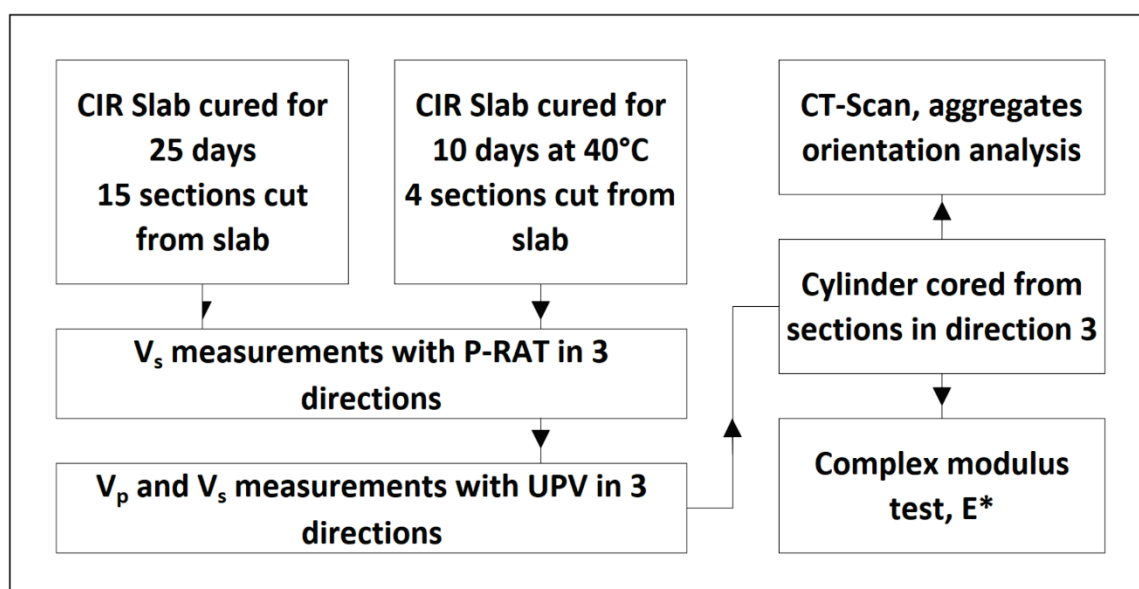 CIR Slab cured for
25 days
15 sections cut
from slab
CIR Slab cured for
10 days at 40°C
4 sections cut from
slab
Vs measurements with P-RAT in 3
directions
Vp and Vs measurements with UPV in 3
directions
CT-Scan, aggregates
orientation analysis
Cylinder cored from
sections in direction 3
Complex modulus
test, E*